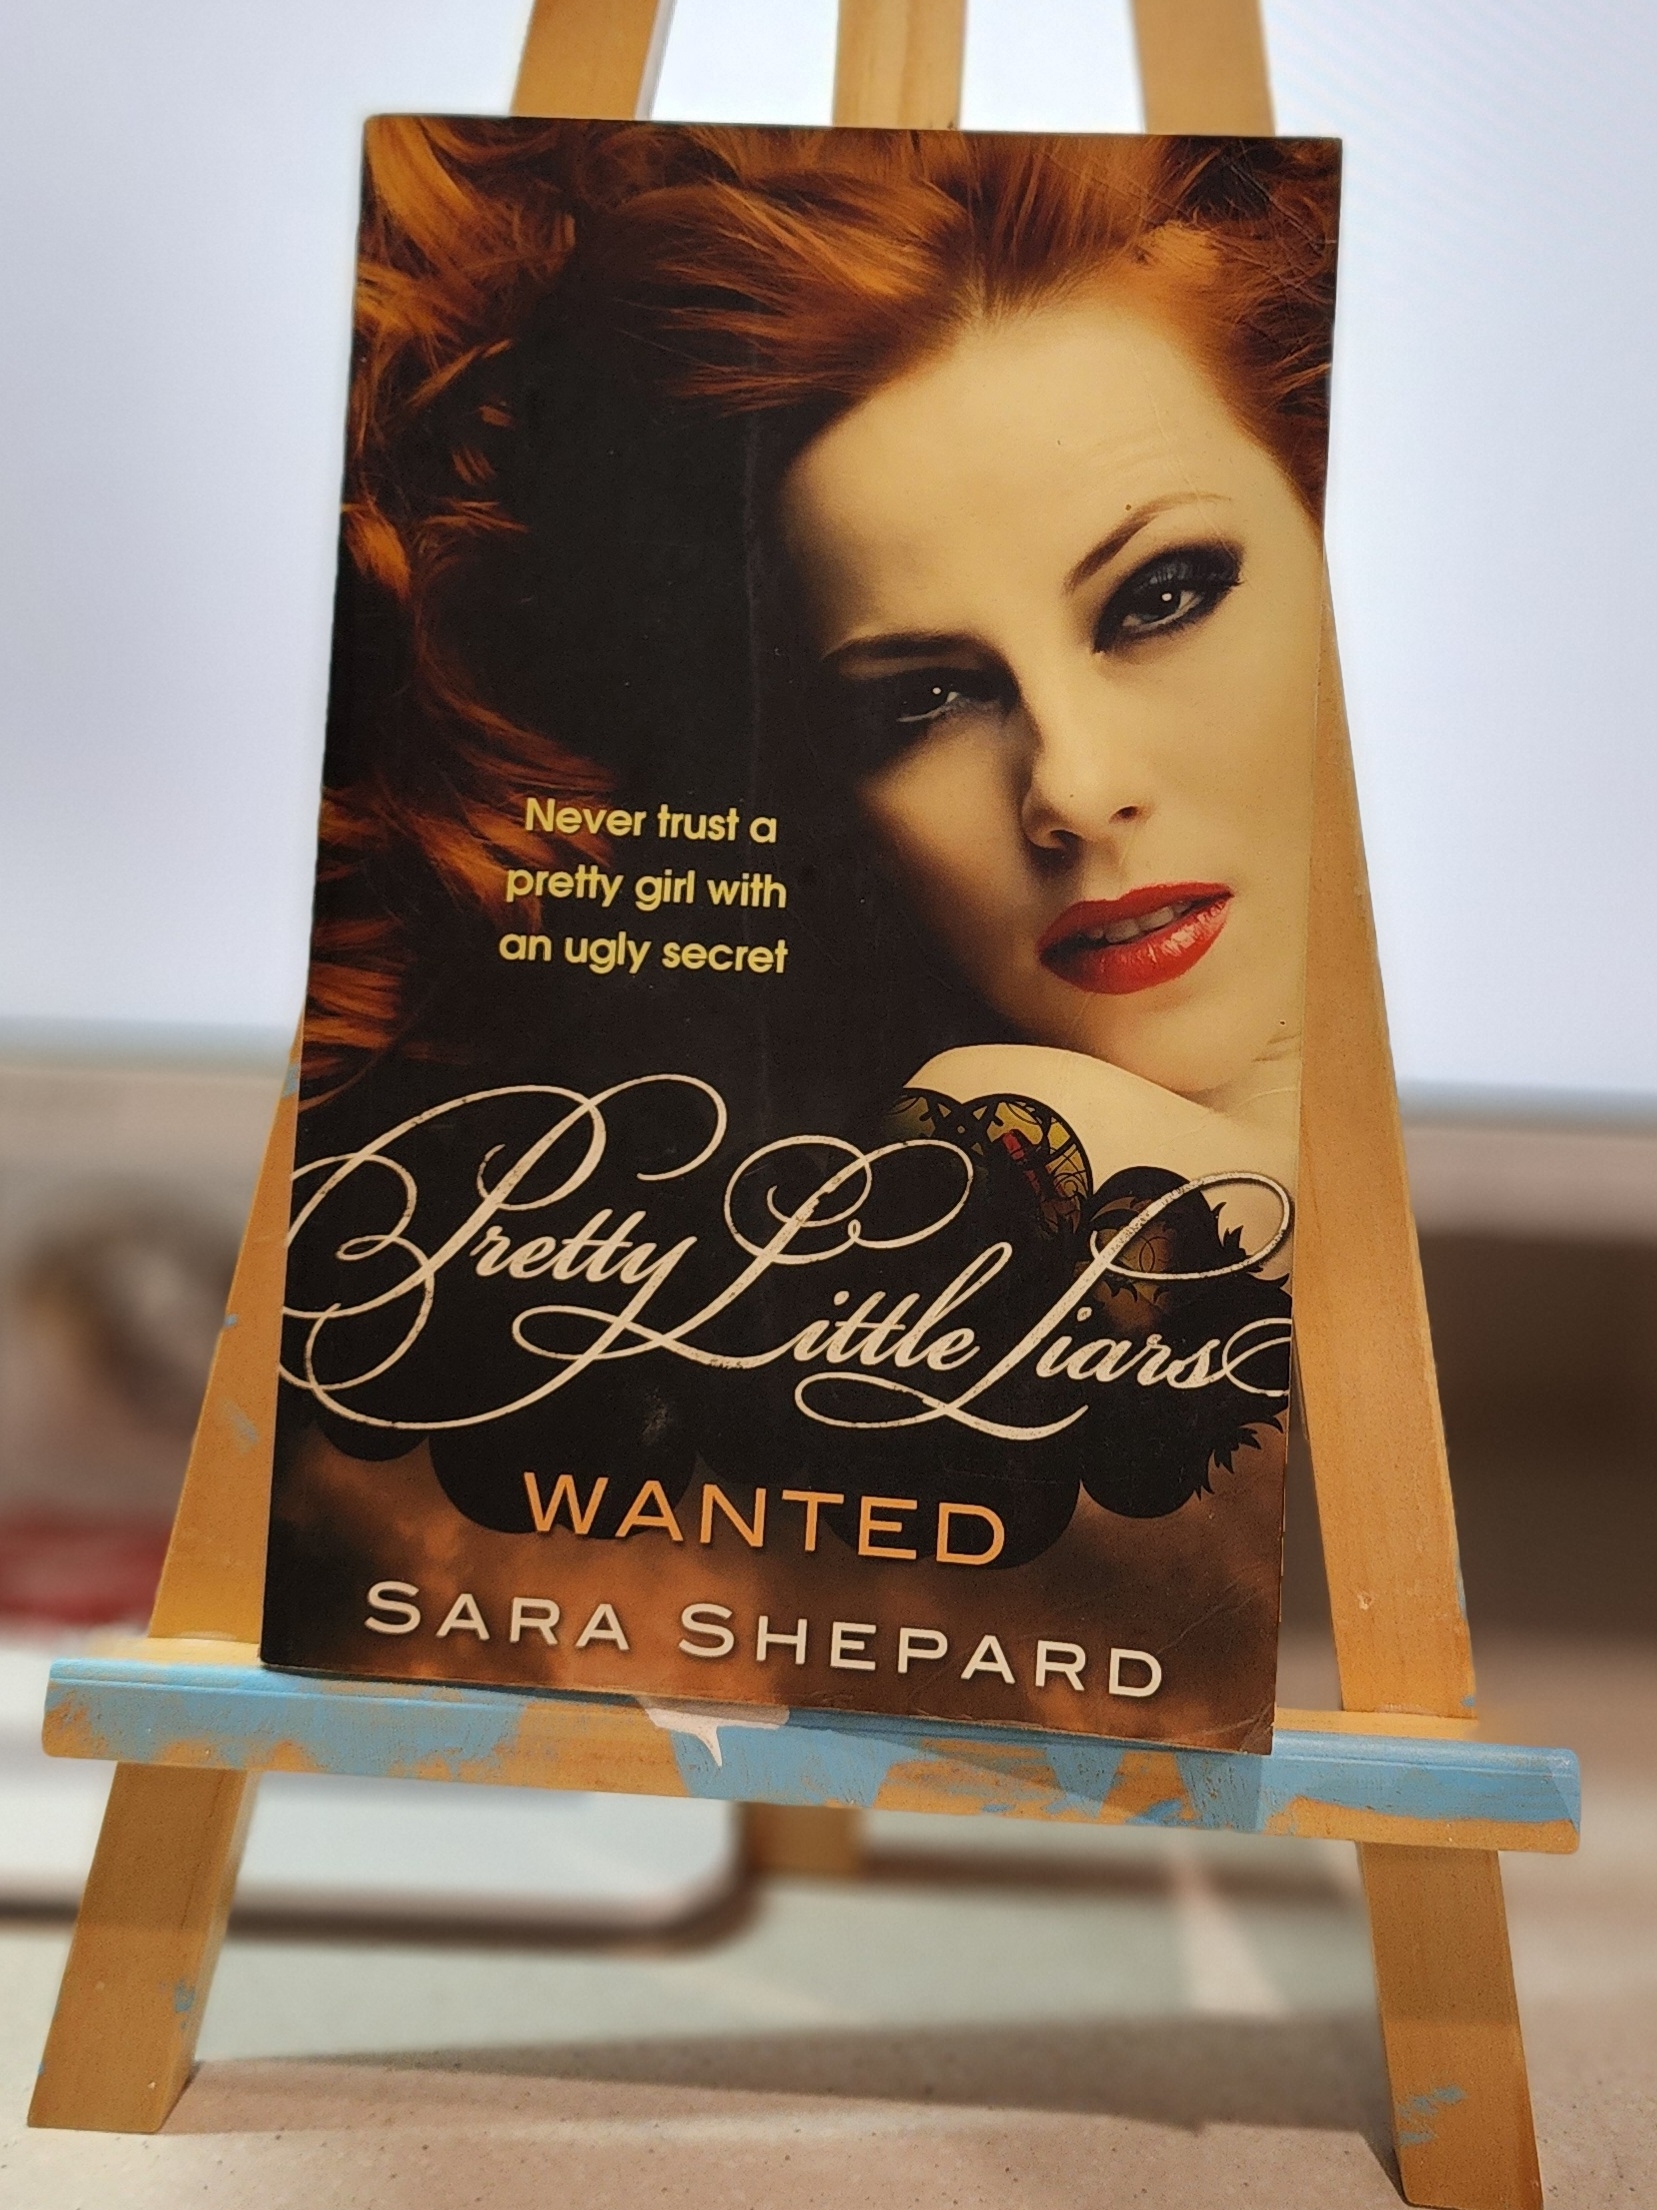 Never trust a
pretty girl with
an ugly secret
Pretty Little Liars
WANTED
SARA SHEPARD